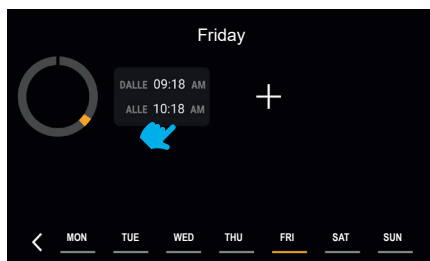 Friday
DALLE 09:18 AM
ALLE 10:18 AM
MON TUE WED THU FRI SAT SUN